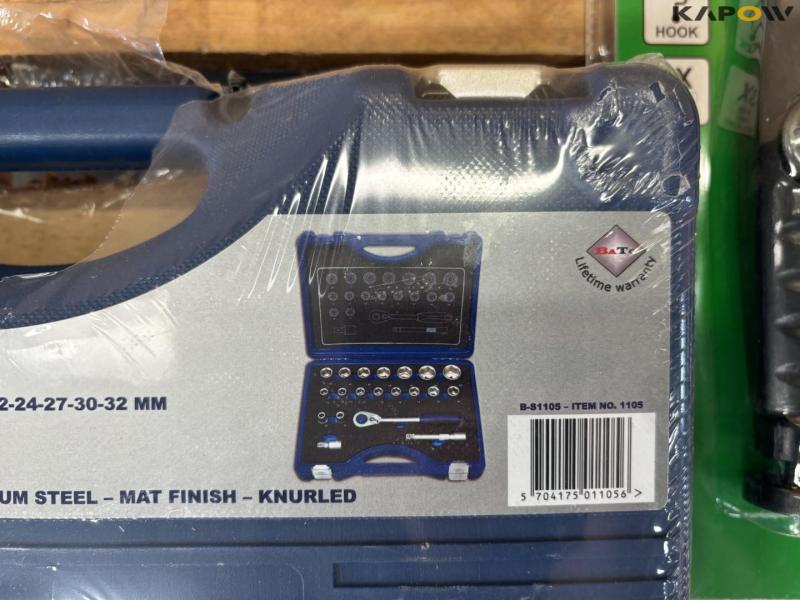 KAPOW
HOOK
X
BATO
Lifetime warrenty
2-24-27-30-32 MM
B-S1105 – ITEM NO. 1105
UM STEEL – MAT FINISH – KNURLED
5 704175 011056 >